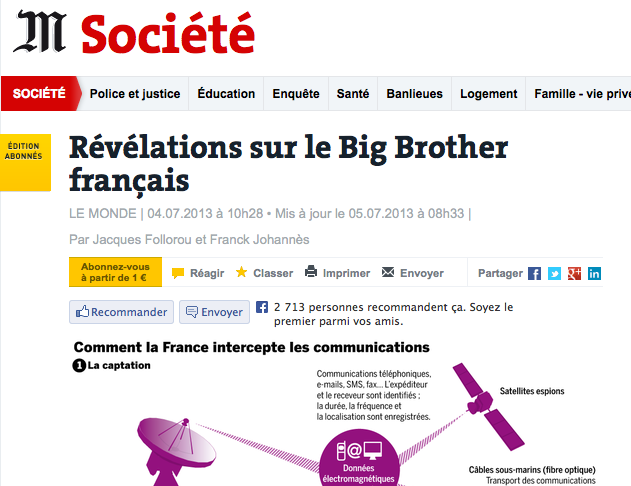 M Société
SOCIÉTÉ Police et justice Éducation Enquête Santé Banlieues Logement Famille - vie privé
ÉDITION
ABONNÉS
Révélations sur le Big Brother
français
LE MONDE | 04.07.2013 à 10h28 • Mis à jour le 05.07.2013 à 08h33 |
Par Jacques Follorou et Franck Johannès
Abonnez-vous
à partir de 1 €
Réagir Classer Imprimer Envoyer Partager
Recommander Envoyer 2 713 personnes recommandent ça. Soyez le
premier parmi vos amis.
Comment la France intercepte les communications
1 La captation
Communications téléphoniques,
e-mails, SMS, fax... L'expéditeur
et le receveur sont identifiés ;
la durée, la fréquence et
la localisation sont enregistrées.
Satellites espions
Données
électromagnétiques
Câbles sous-marins (fibre optique)
Transport des communications